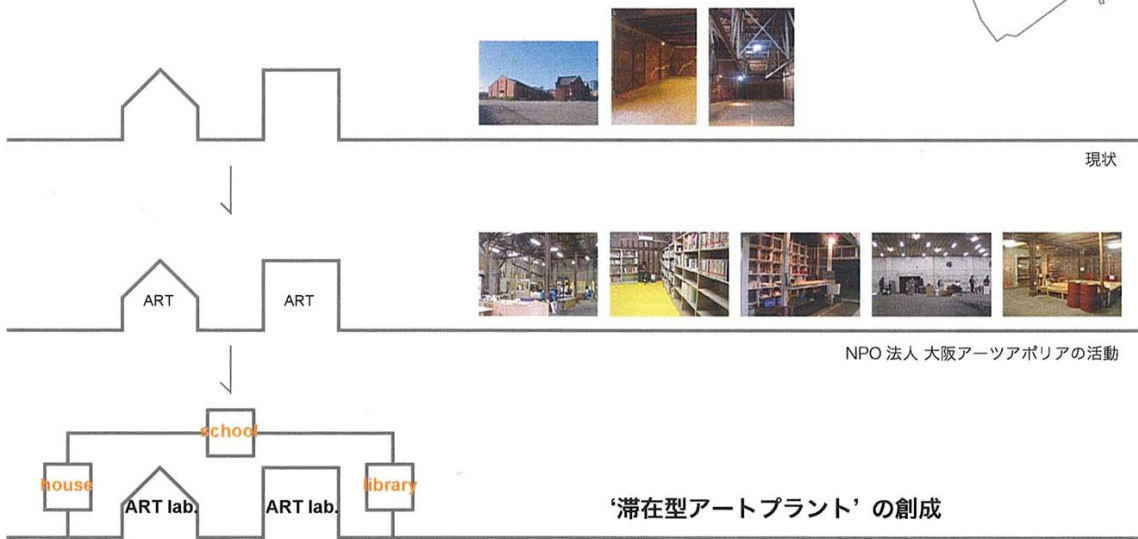 現状
ART
ART
NPO 法人 大阪アーツアポリアの活動
school
house
library
ART lab.
ART lab.
‘滞在型アートプラント’ の創成